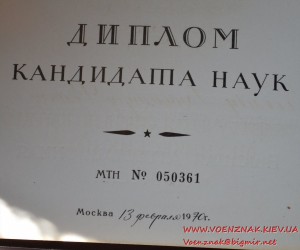 ДИПЛОМ
КАНДИДАТА НАУК
МТН № 050361
Москва 13 февраля 1970г.
WWW.VOENZNAK.KIEV.UA
Voenznak@bigmir.net